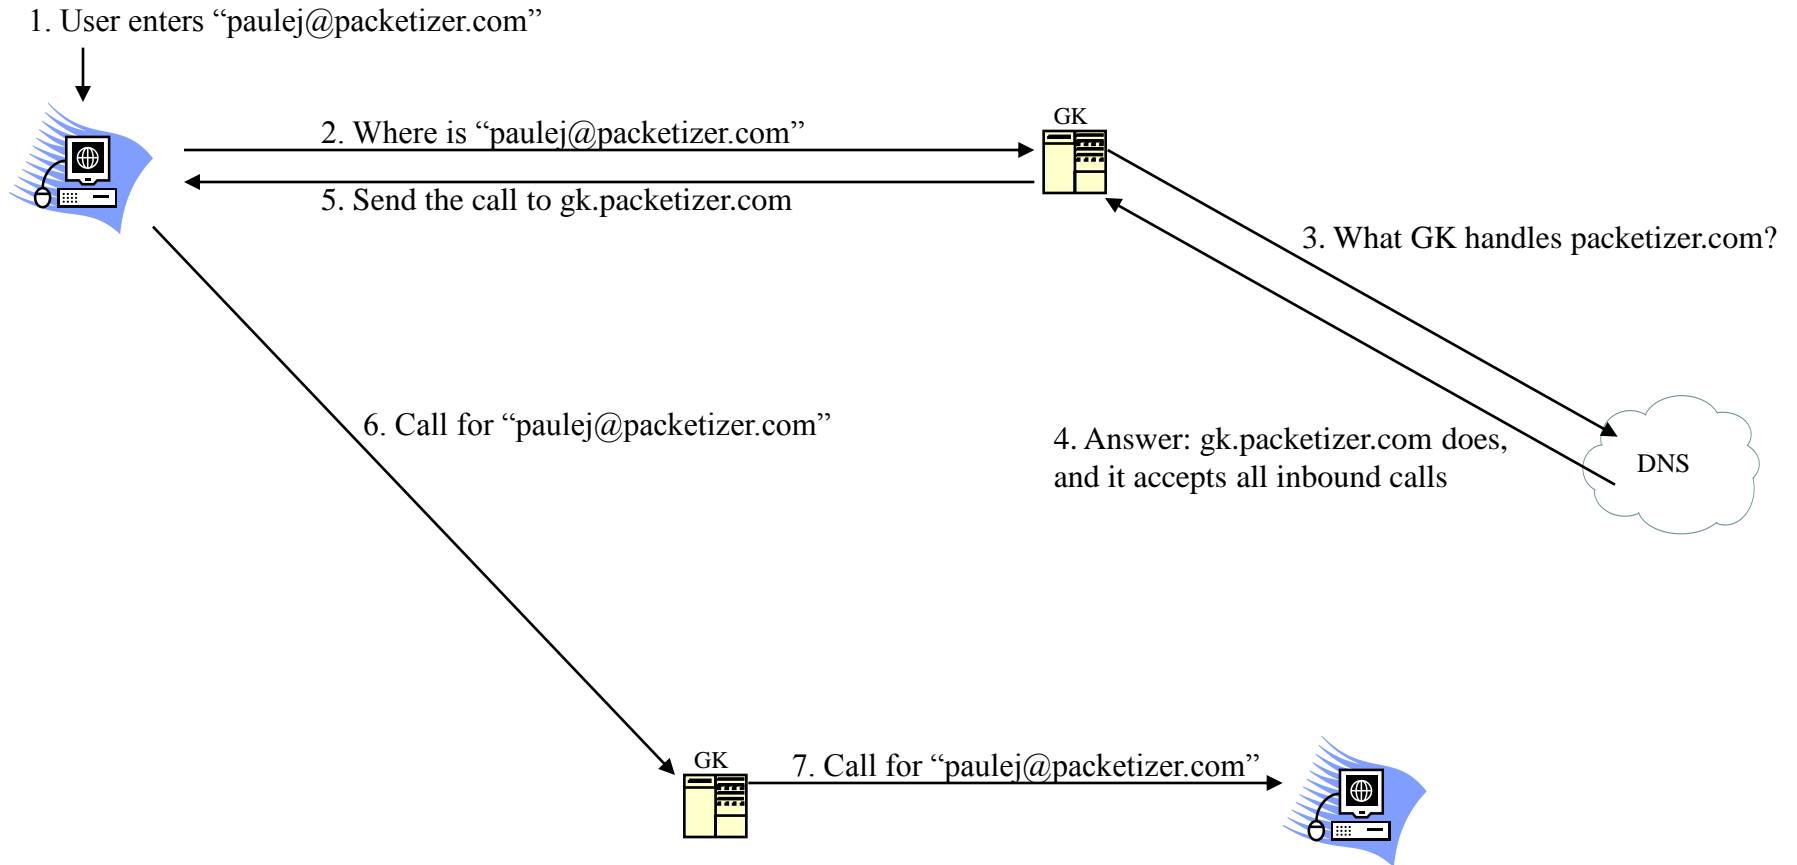 1. User enters “paulej@packetizer.com”
GK
2. Where is “paulej@packetizer.com”
5. Send the call to gk.packetizer.com
3. What GK handles packetizer.com?
6. Call for “paulej@packetizer.com”
4. Answer: gk.packetizer.com does,
and it accepts all inbound calls
DNS
GK
7. Call for “paulej@packetizer.com”